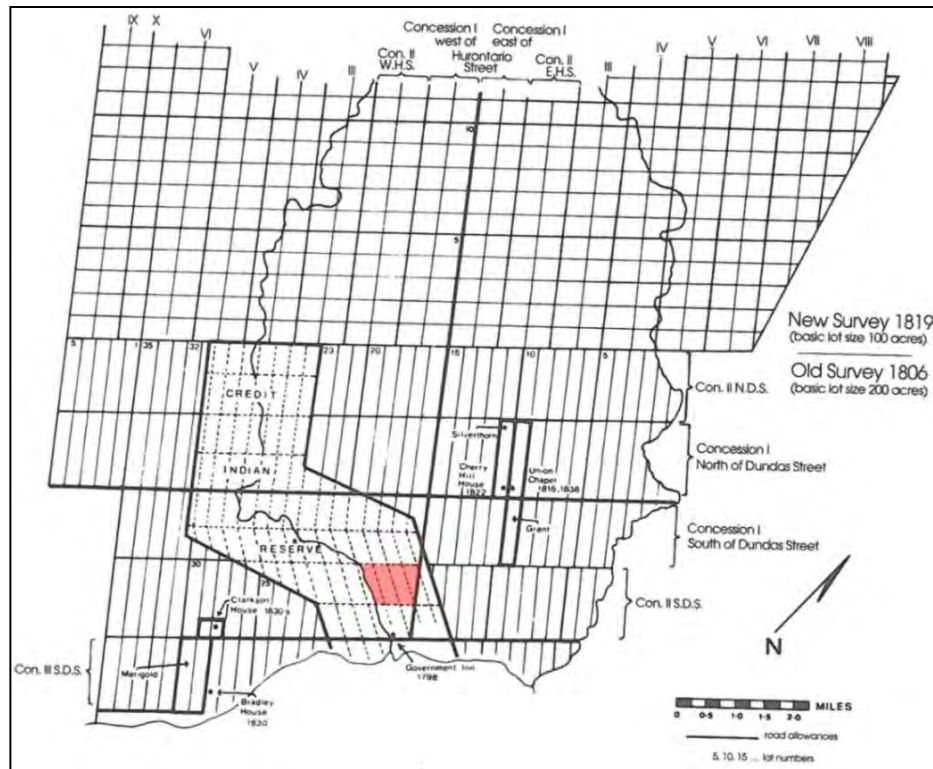 IX X
VI
V
IV
III
Con. II
W.H.S.
Concession I
west of
Hurontario
Street
Concession I
east of
Con. II
E.H.S.
III
IV
V
VI
VII
VIII
10
5
New Survey 1819
(basic lot size 100 acres)
Old Survey 1806
(basic lot size 200 acres)
5
1
35
32
23
20
15
10
5
Con. II N.D.S.
CREDIT
INDIAN
RESERVE
Silverthorn
Cherry
Hill
House
1822
Union
Chapel
1816,1838
Grant
Concession I
North of Dundas Street
Concession I
South of Dundas Street
Con. II S.D.S.
30
25
Clarkson
House 1830's
Con. III S.D.S.
Merigold
Bradley
House
1830
Government Inn
1798
N
MILES
0 0·5 1·0 1·5 2·0
road allowances
5, 10, 15 ... lot numbers